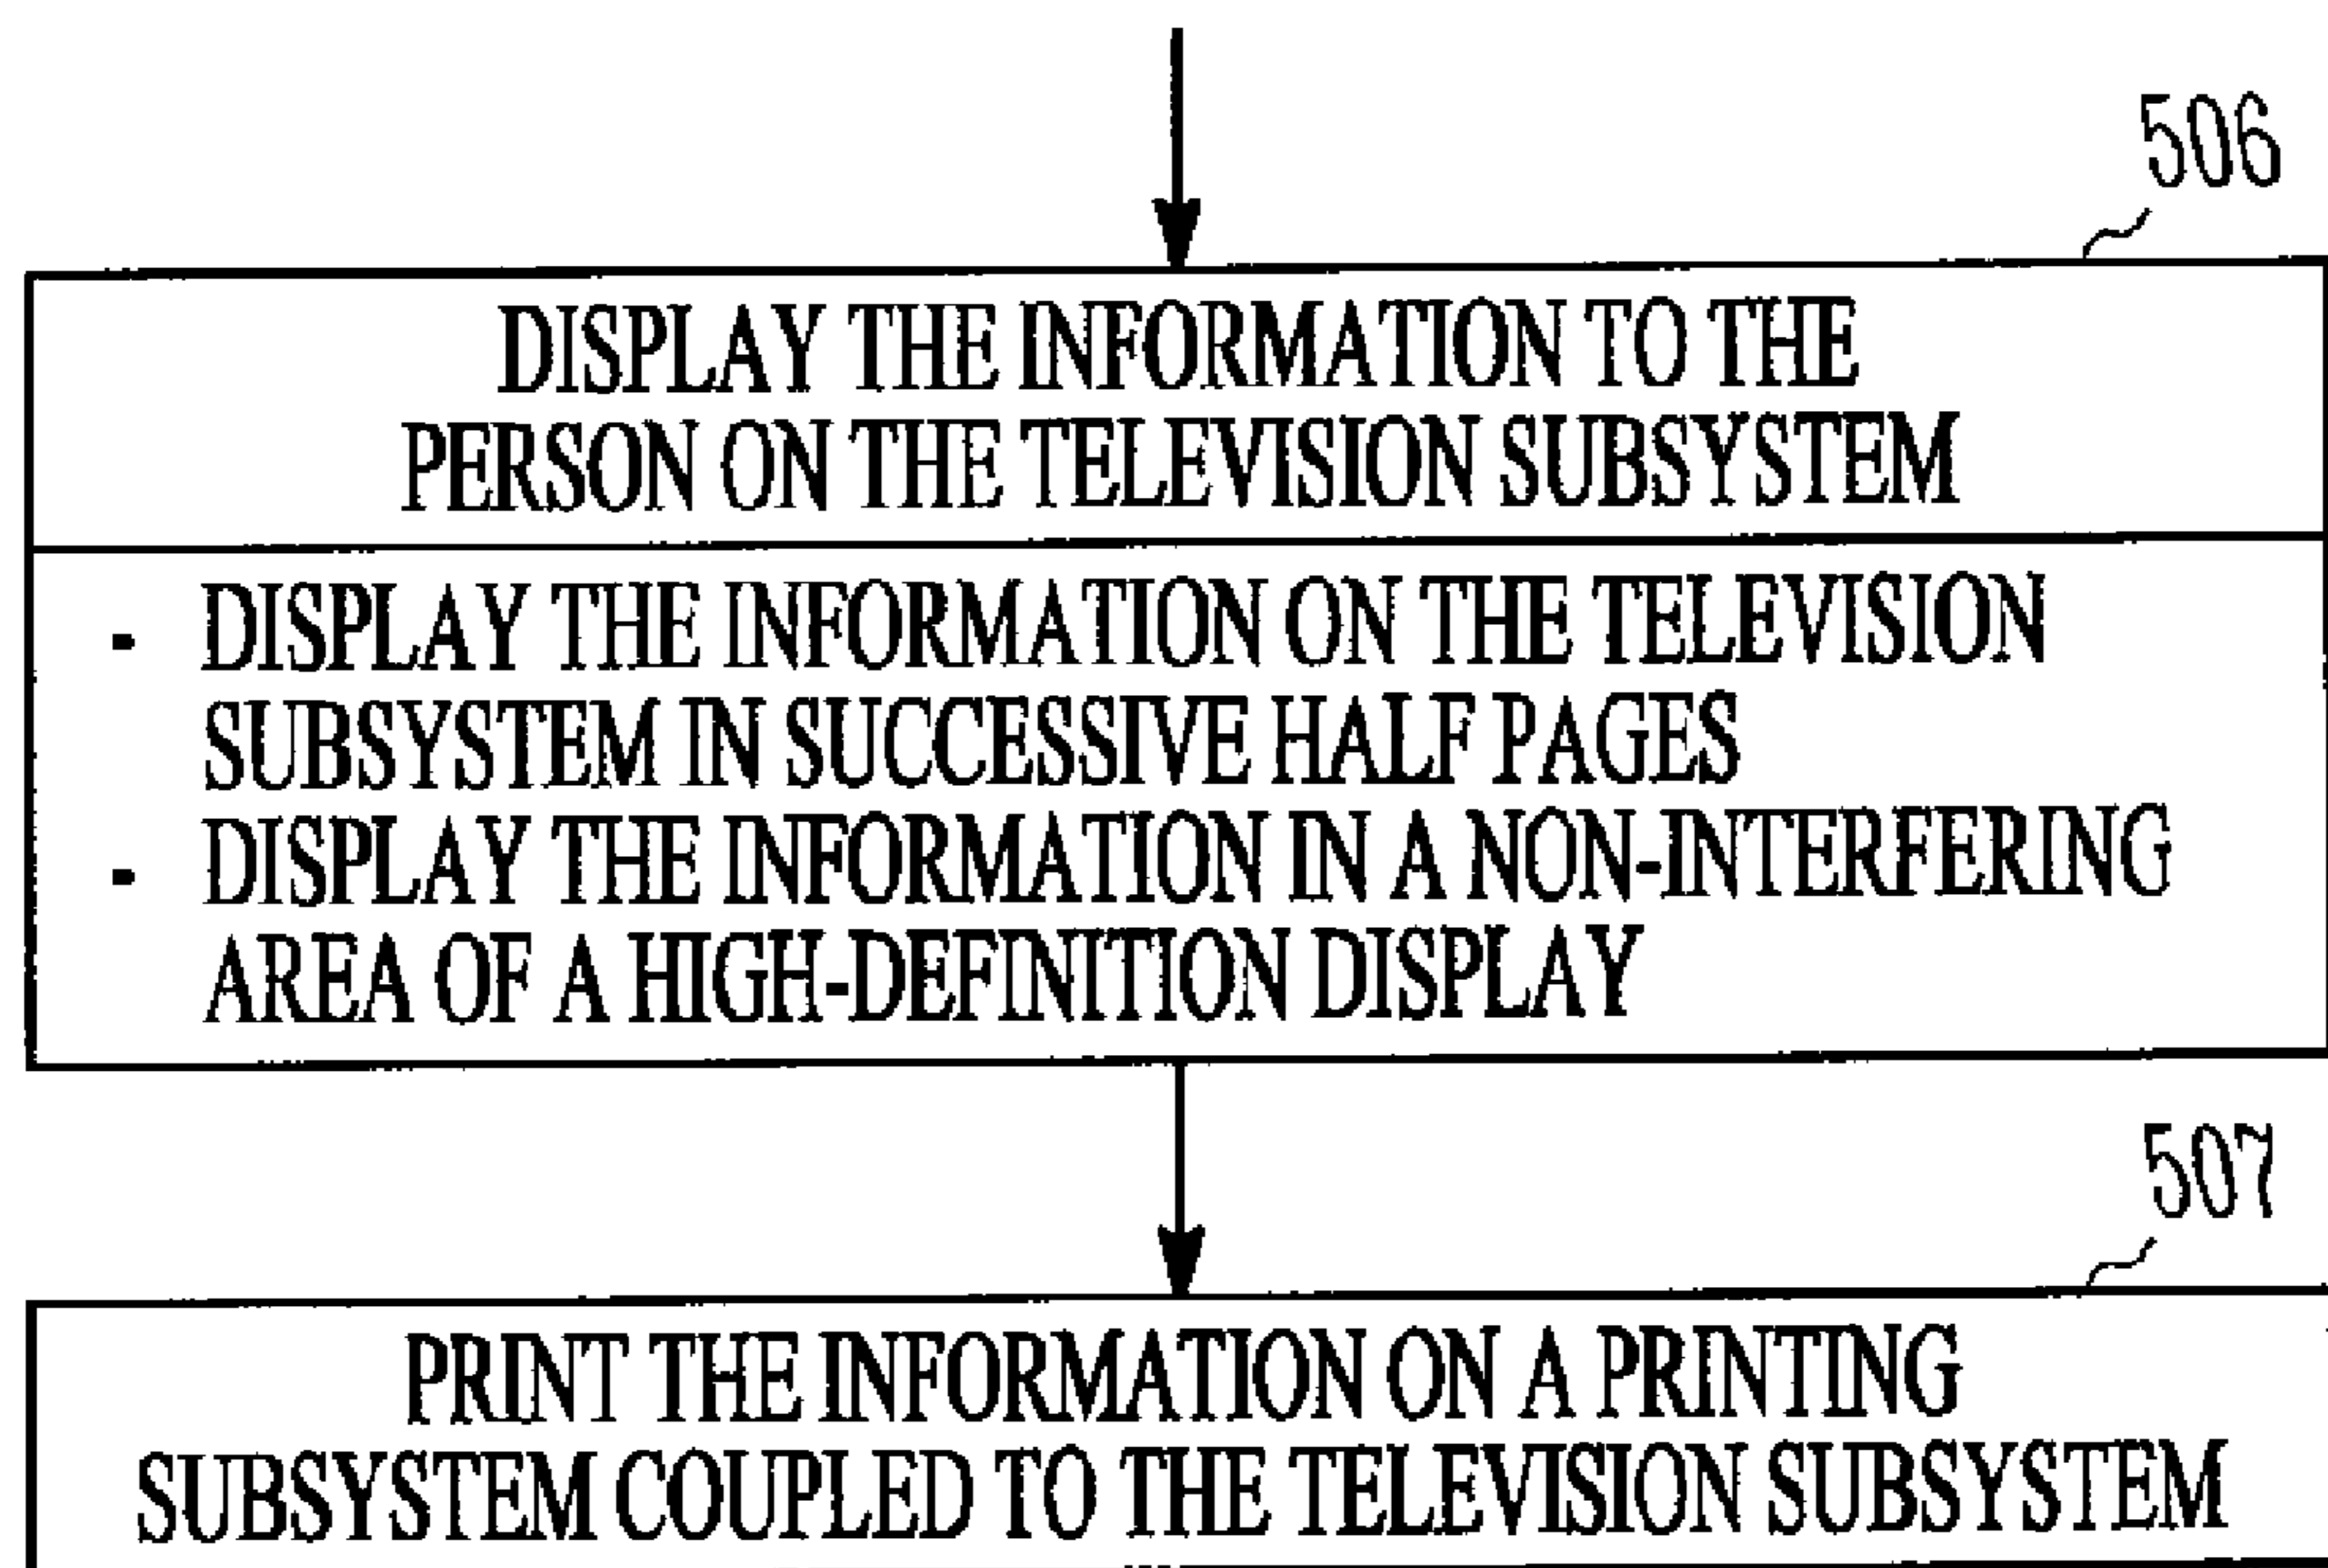 506
DISPLAY THE INFORMATION TO THE
PERSON ON THE TELEVISION SUBSYSTEM
- DISPLAY THE INFORMATION ON THE TELEVISION
SUBSYSTEM IN SUCCESSIVE HALF PAGES
- DISPLAY THE INFORMATION IN A NON-INTERFERING
AREA OF A HIGH-DEFINITION DISPLAY
507
PRINT THE INFORMATION ON A PRINTING
SUBSYSTEM COUPLED TO THE TELEVISION SUBSYSTEM